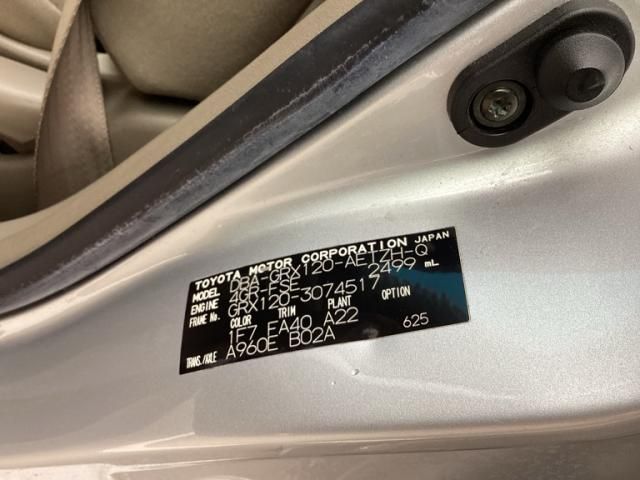 TOYOTA MOTOR CORPORATION JAPAN
MODEL DBA-GRX120-AETZH-Q
ENGINE 4GR-FSE 2499 mL
FRAME No. GRX120-3074517
COLOR TRIM PLANT OPTION
1F7 FA40 A22
TRANS./AXLE A960E B02A 625